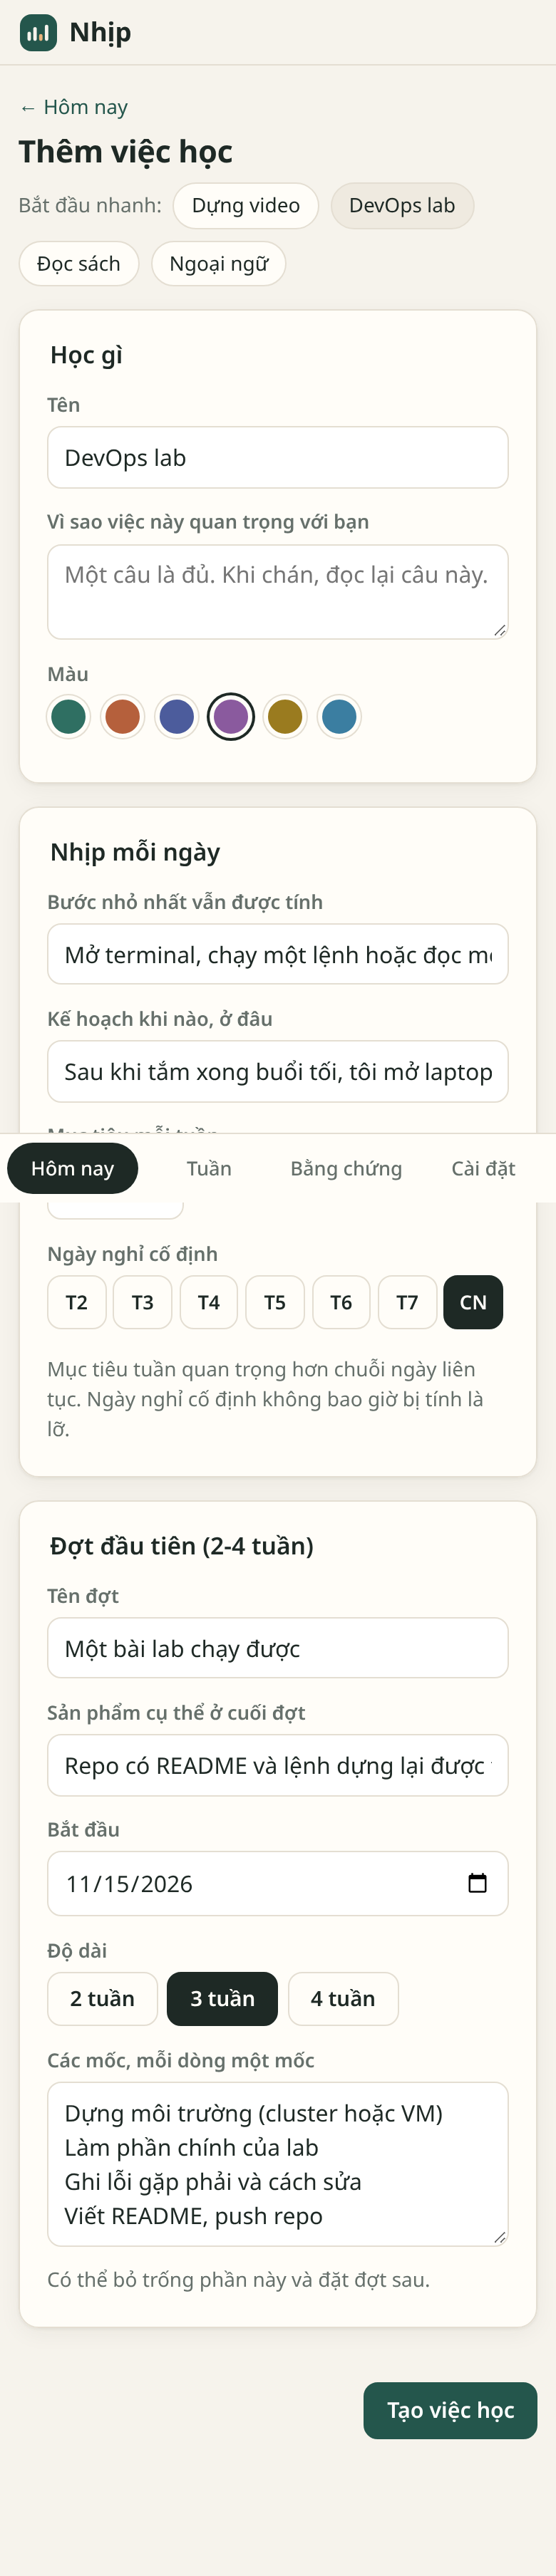 Nhịp
← Hôm nay
Thêm việc học
Bắt đầu nhanh: Dựng video DevOps lab
Đọc sách Ngoại ngữ
Học gì
Tên
DevOps lab
Vì sao việc này quan trọng với bạn
Một câu là đủ. Khi chán, đọc lại câu này.
Màu
Nhịp mỗi ngày
Bước nhỏ nhất vẫn được tính
Mở terminal, chạy một lệnh hoặc đọc
Kế hoạch khi nào, ở đâu
Sau khi tắm xong buổi tối, tôi mở laptop
Mục tiêu mỗi tuần
Hôm nay Tuần Bằng chứng Cài đặt
Ngày nghỉ cố định
T2 T3 T4 T5 T6 T7 CN
Mục tiêu tuần quan trọng hơn chuỗi ngày liên
tục. Ngày nghỉ cố định không bao giờ bị tính là
lỡ.
Đợt đầu tiên (2-4 tuần)
Tên đợt
Một bài lab chạy được
Sản phẩm cụ thể ở cuối đợt
Repo có README và lệnh dựng lại được
Bắt đầu
11/15/2026
Độ dài
2 tuần 3 tuần 4 tuần
Các mốc, mỗi dòng một mốc
Dựng môi trường (cluster hoặc VM)
Làm phần chính của lab
Ghi lỗi gặp phải và cách sửa
Viết README, push repo
Có thể bỏ trống phần này và đặt đợt sau.
Tạo việc học